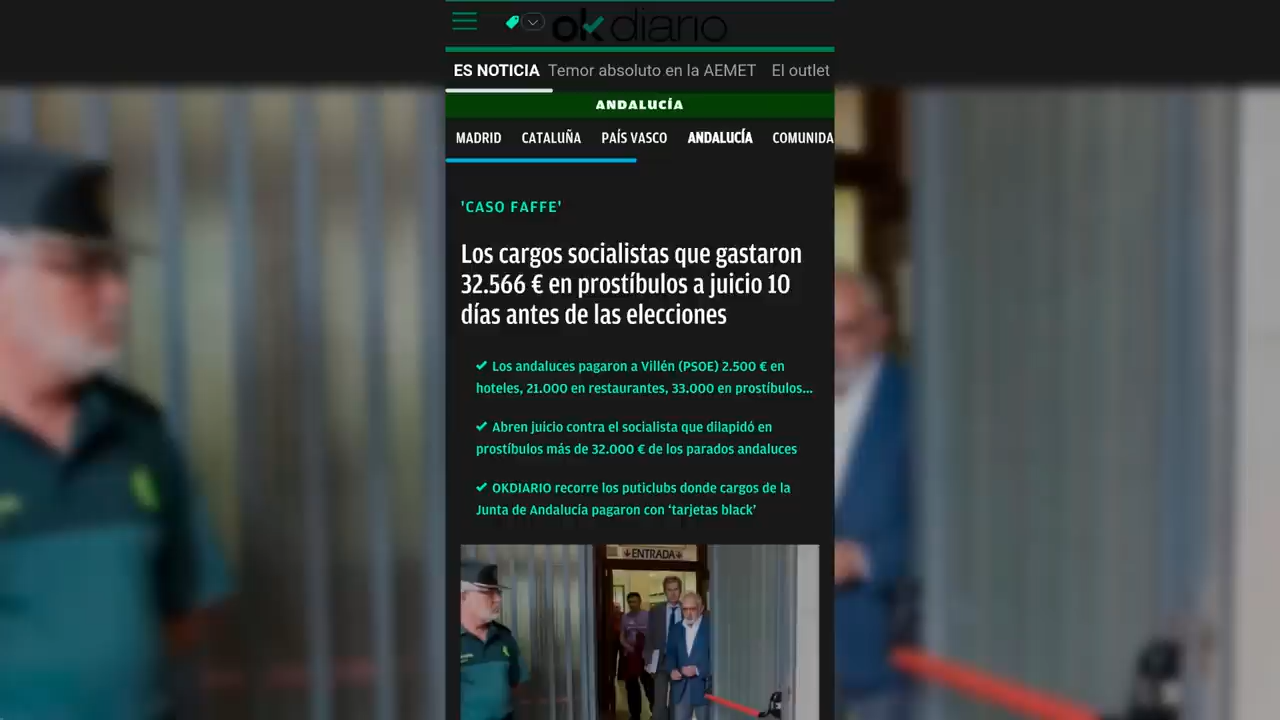 okdiario
ES NOTICIA Temor absoluto en la AEMET El outlet
ANDALUCÍA
MADRID CATALUÑA PAÍS VASCO ANDALUCÍA COMUNIDA
'CASO FAFFE'
Los cargos socialistas que gastaron
32.566 € en prostíbulos a juicio 10
días antes de las elecciones
✔ Los andaluces pagaron a Villén (PSOE) 2.500 € en
hoteles, 21.000 en restaurantes, 33.000 en prostíbulos...
✔ Abren juicio contra el socialista que dilapidó en
prostíbulos más de 32.000 € de los parados andaluces
✔ OKDIARIO recorre los puticlubs donde cargos de la
Junta de Andalucía pagaron con ‘tarjetas black’
↓ENTRADA↓